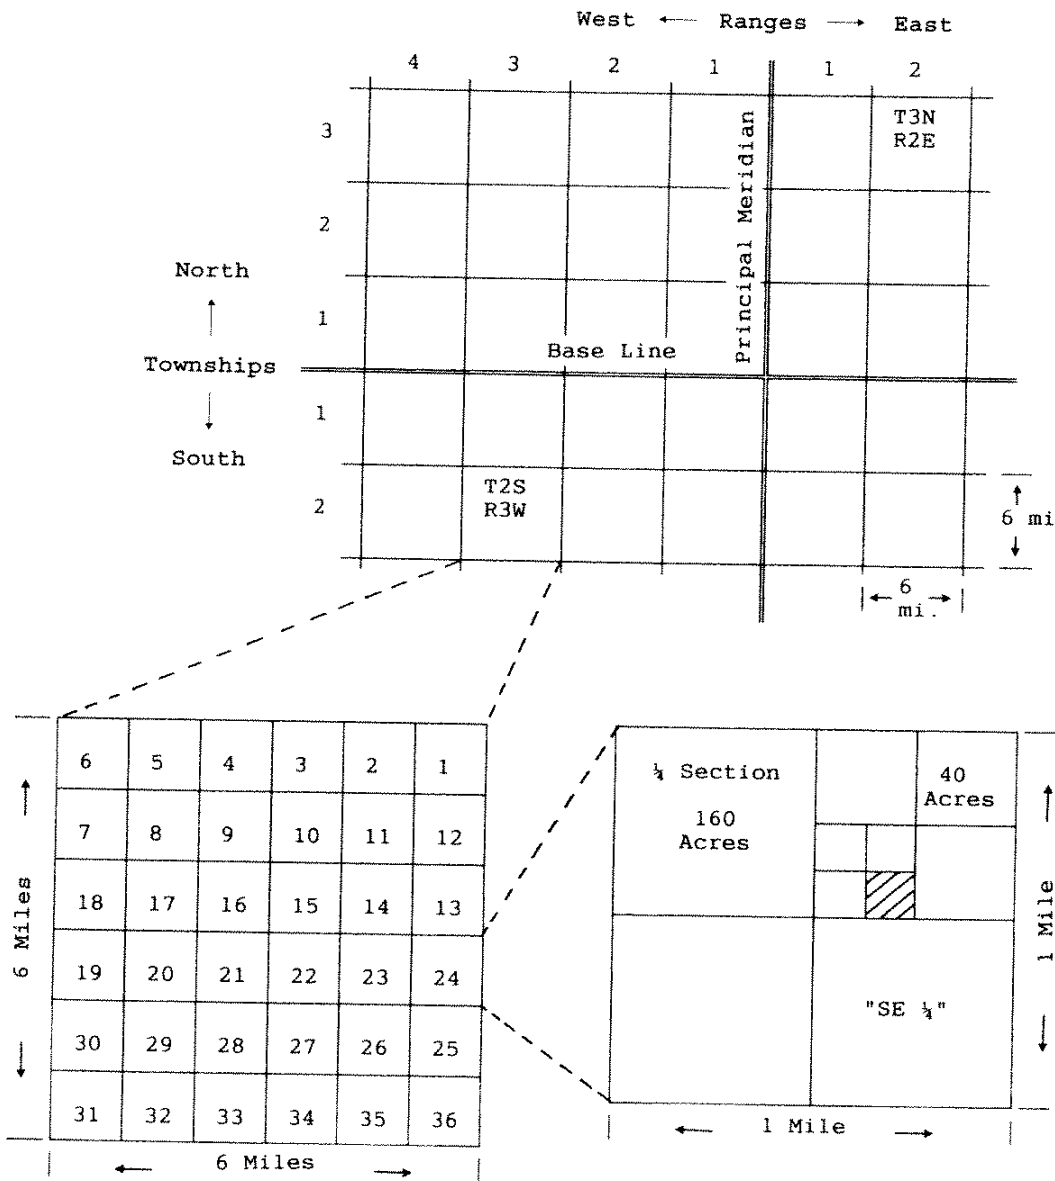 West ← Ranges → East
4 3 2 1 1 2
3
T3N
R2E
Principal Meridian
2
North
1
Base Line
Townships
1
South
2
T2S
R3W
6 mi
6
mi.
6 5 4 3 2 1
7 8 9 10 11 12
18 17 16 15 14 13
19 20 21 22 23 24
30 29 28 27 26 25
31 32 33 34 35 36
6 Miles
6 Miles
¼ Section
160
Acres
40
Acres
"SE ¼"
1 Mile
1 Mile